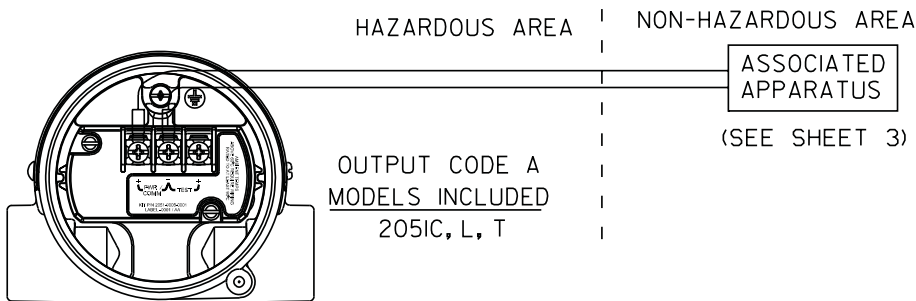 HAZARDOUS AREA
NON-HAZARDOUS AREA
ASSOCIATED
APPARATUS
(SEE SHEET 3)
OUTPUT CODE A
MODELS INCLUDED
2051C, L, T
+ PWR - TEST +
COMM